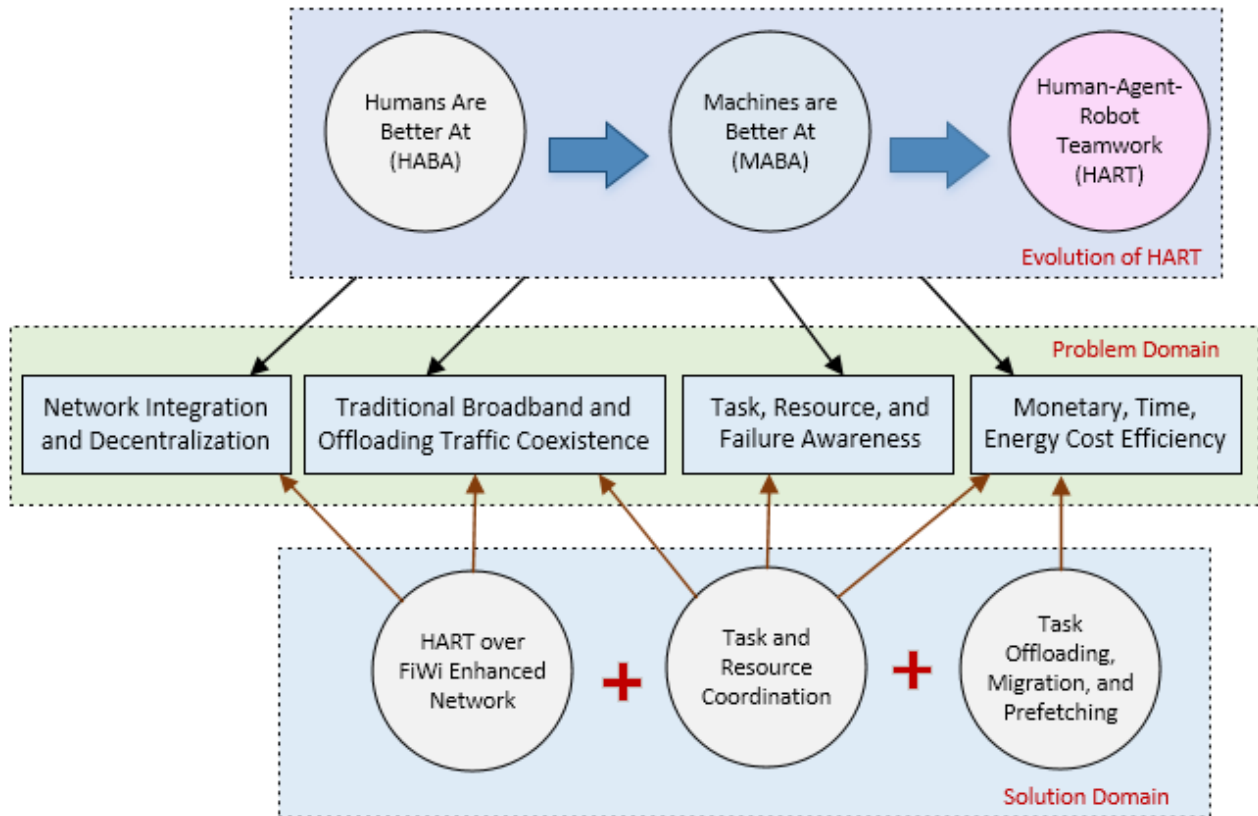 Humans Are
Better At
(HABA)
Machines are
Better At
(MABA)
Human-Agent-
Robot
Teamwork
(HART)
Evolution of HART
Problem Domain
Network Integration
and Decentralization
Traditional Broadband and
Offloading Traffic Coexistence
Task, Resource, and
Failure Awareness
Monetary, Time,
Energy Cost Efficiency
HART over
FiWi Enhanced
Network
+
Task and
Resource
Coordination
+
Task
Offloading,
Migration, and
Prefetching
Solution Domain